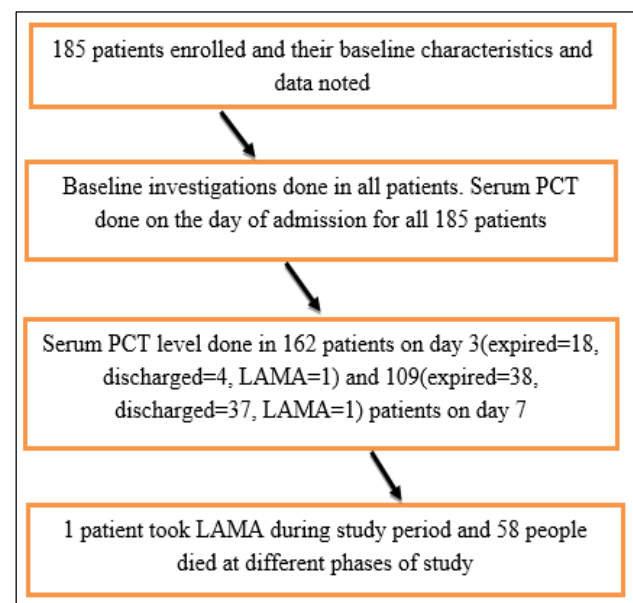 185 patients enrolled and their baseline characteristics and
data noted
Baseline investigations done in all patients. Serum PCT
done on the day of admission for all 185 patients
Serum PCT level done in 162 patients on day 3(expired=18,
discharged=4, LAMA=1) and 109(expired=38,
discharged=37, LAMA=1) patients on day 7
1 patient took LAMA during study period and 58 people
died at different phases of study